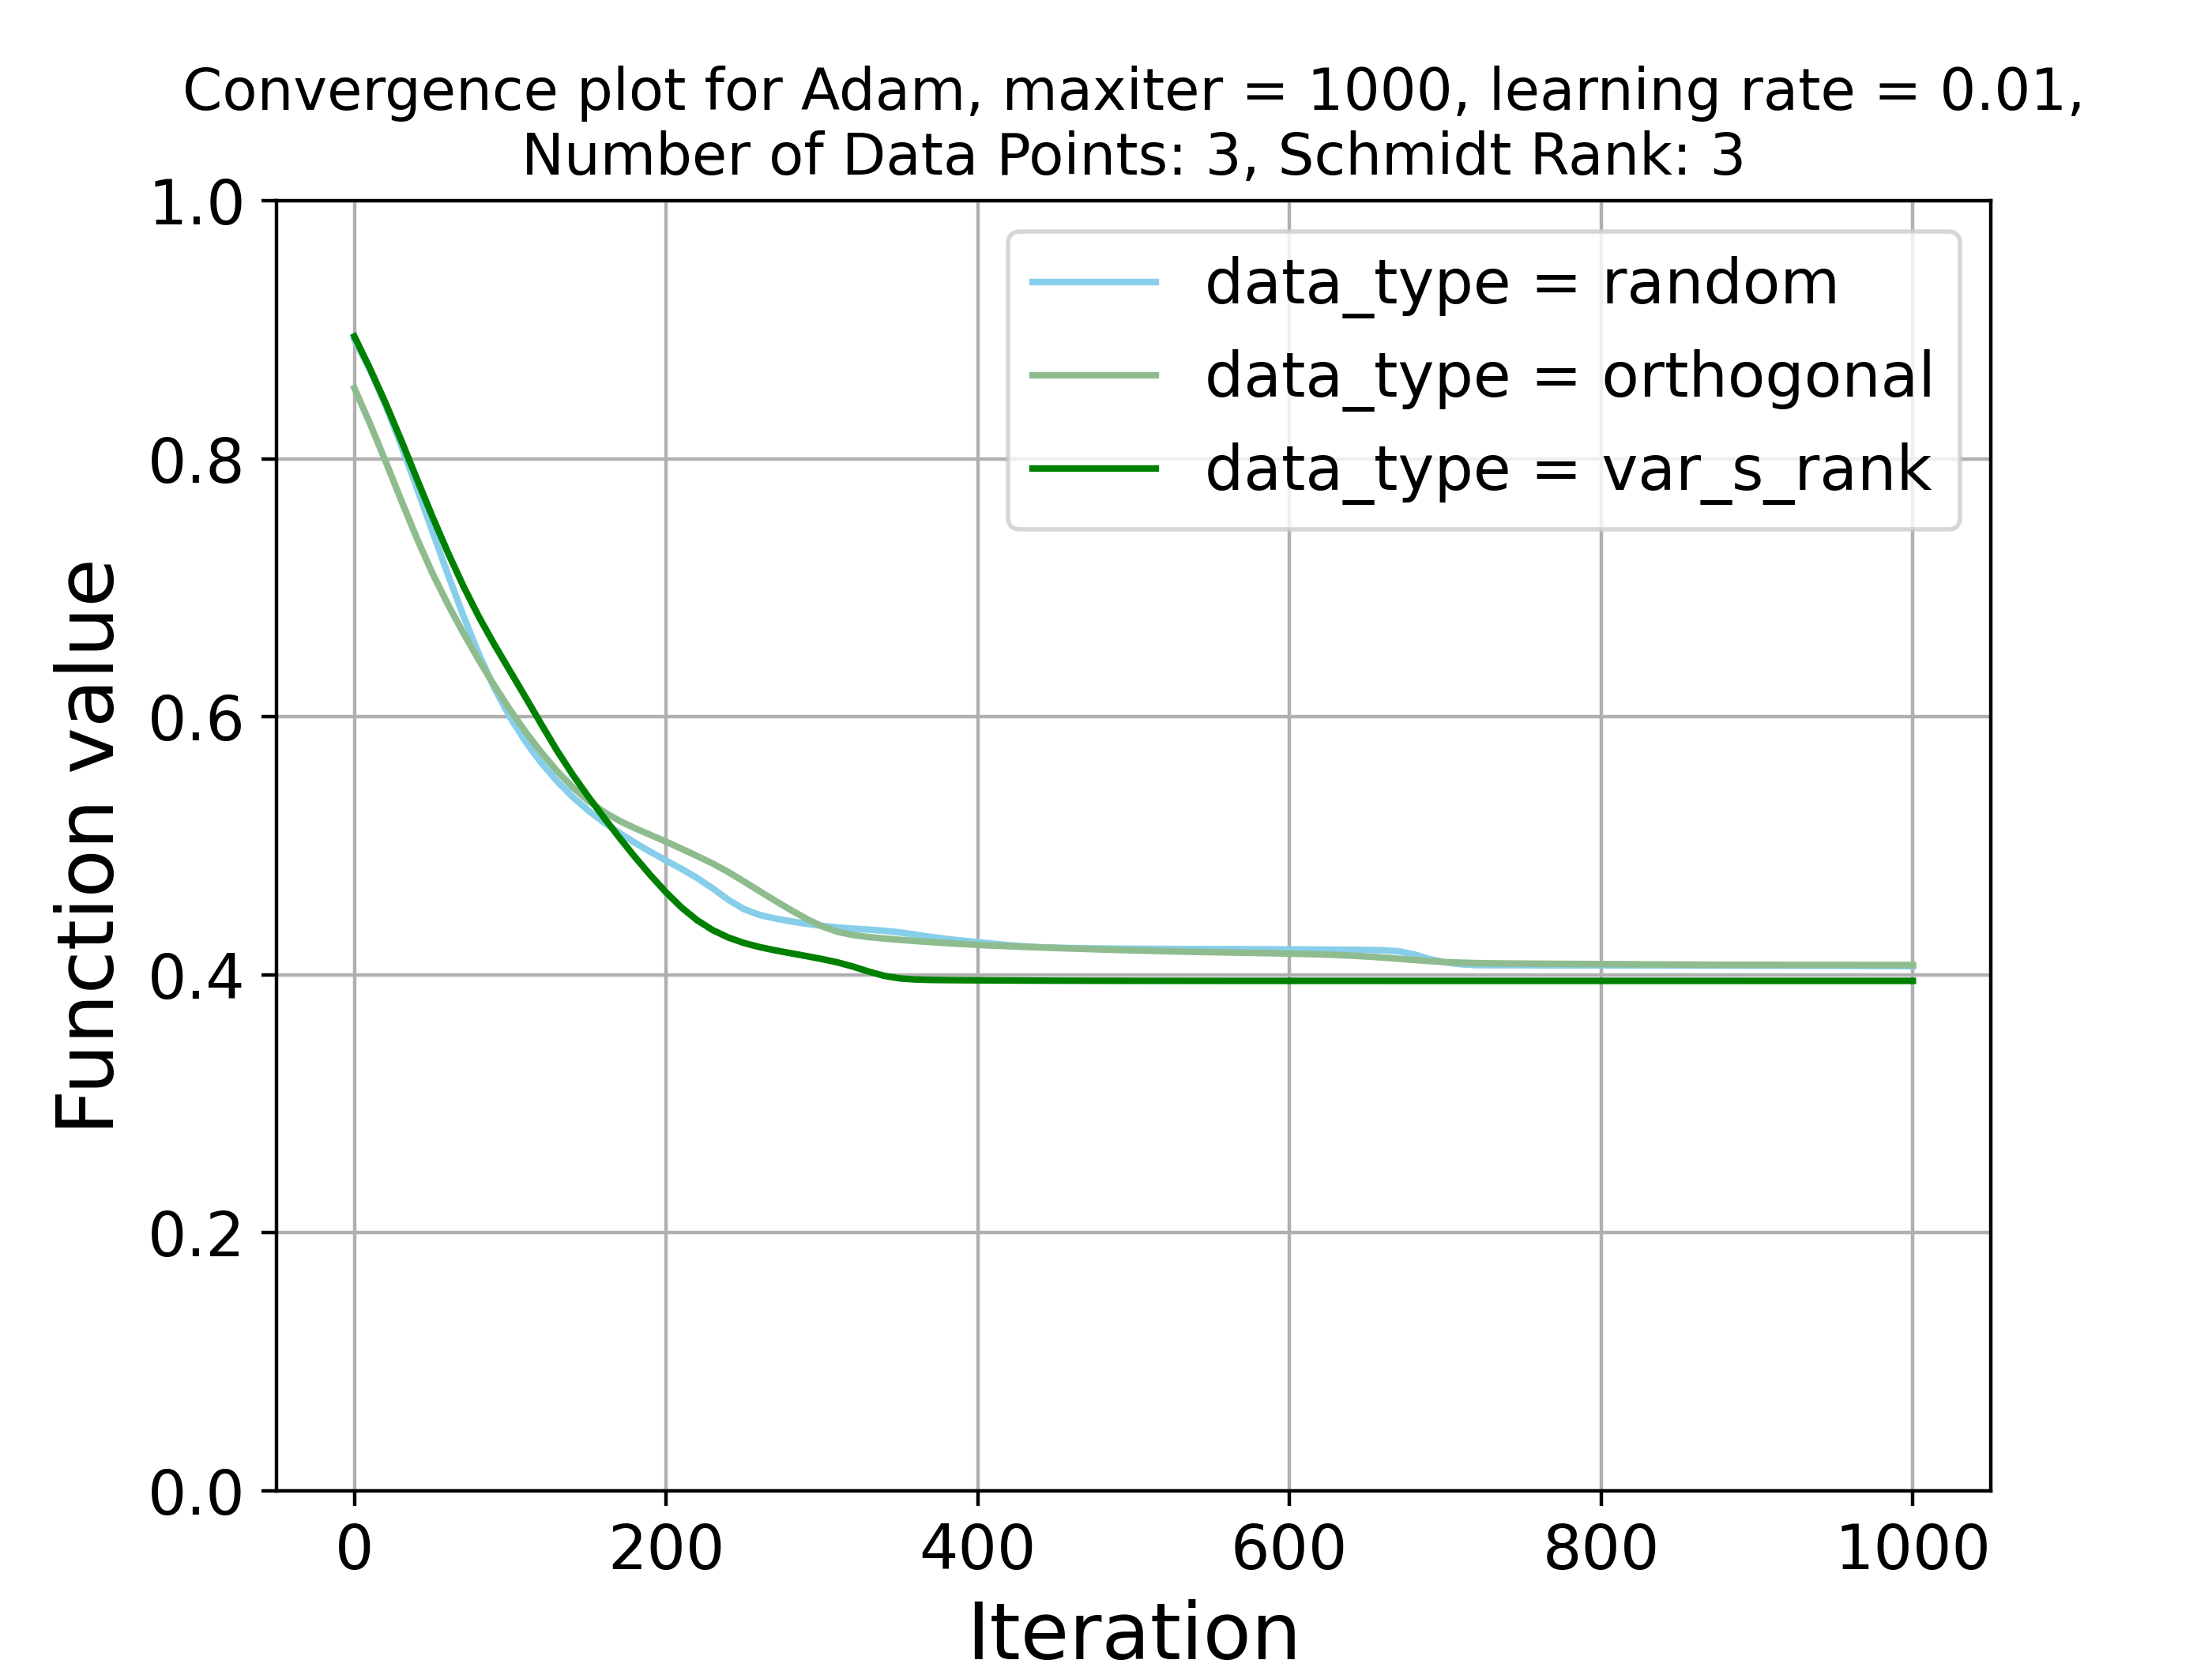 Convergence plot for Adam, maxiter = 1000, learning rate = 0.01,
Number of Data Points: 3, Schmidt Rank: 3
1.0
0.8
0.6
0.4
0.2
0.0
Function value
data_type = random
data_type = orthogonal
data_type = var_s_rank
0 200 400 600 800 1000
Iteration